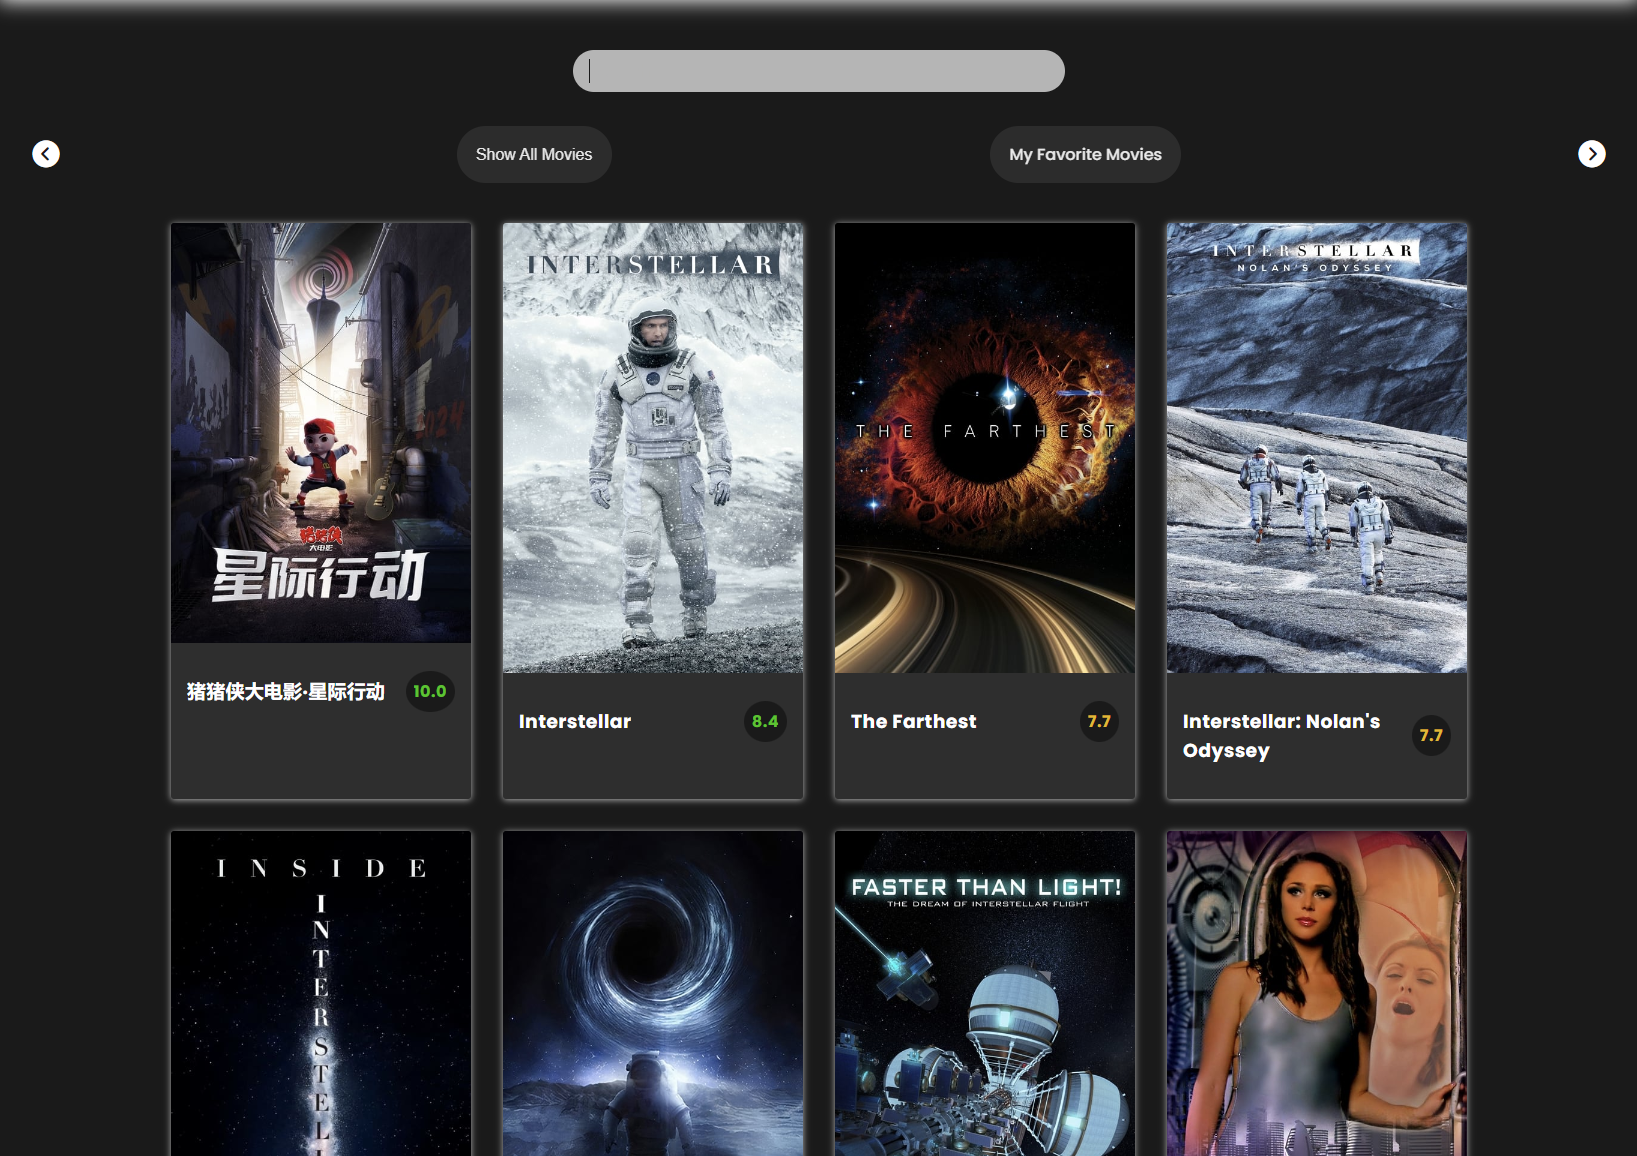 Show All Movies
My Favorite Movies
猪猪侠
大电影
星际行动
INTERSTELLAR
THE FARTHEST
INTERSTELLAR
NOLAN'S ODYSSEY
猪猪侠大电影·星际行动
10.0
Interstellar
8.4
The Farthest
7.7
Interstellar: Nolan's
Odyssey
7.7
INSIDE
INTERSTEL
FASTER THAN LIGHT!
THE DREAM OF INTERSTELLAR FLIGHT